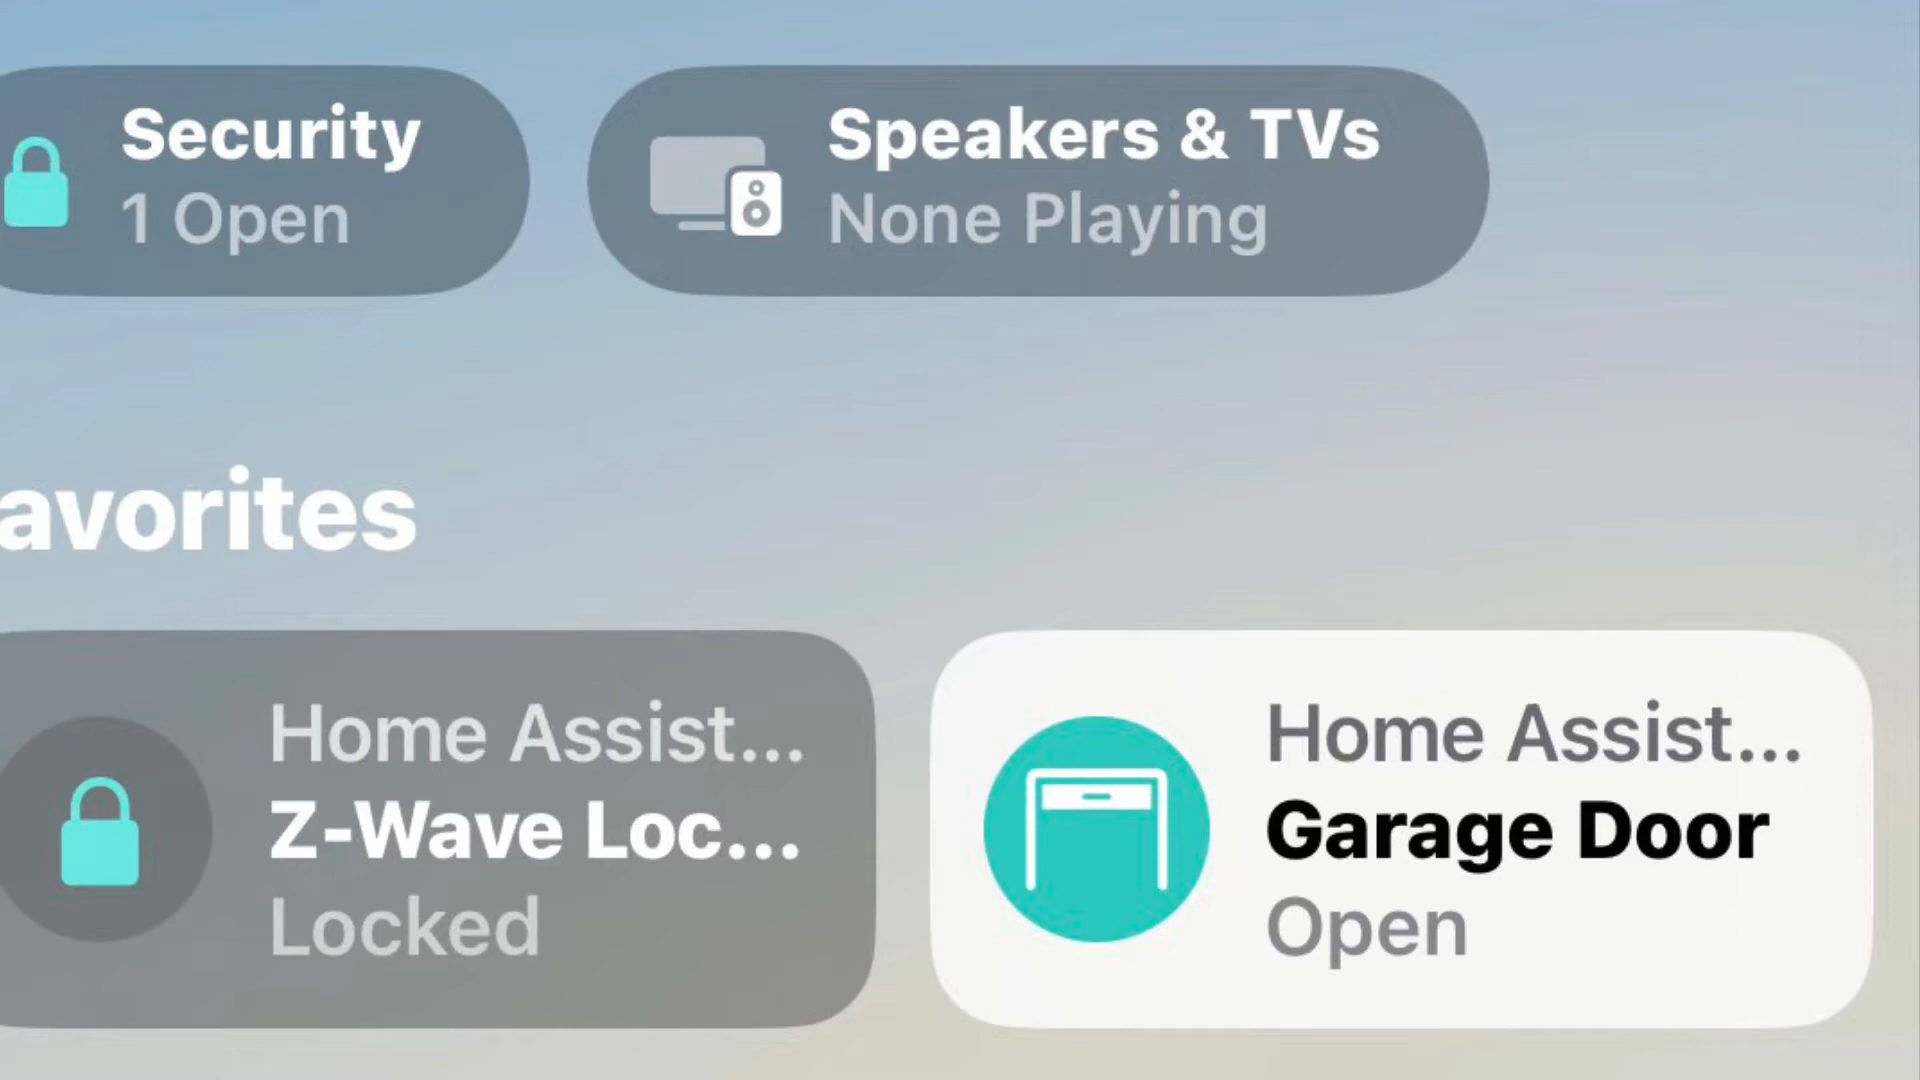 Security
1 Open
Speakers & TVs
None Playing
avorites
Home Assist...
Z-Wave Loc...
Locked
Home Assist...
Garage Door
Open